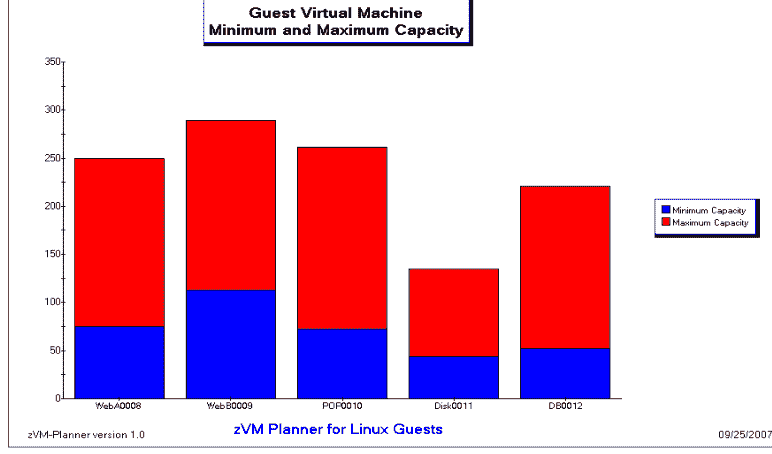 Guest Virtual Machine
Minimum and Maximum Capacity
350
300
250
200
150
100
50
0
Minimum Capacity
Maximum Capacity
WebA0008 WebB0009 POP0010 Disk0011 DB0012
zVM-Planner version 1.0 zVM Planner for Linux Guests 09/25/2007